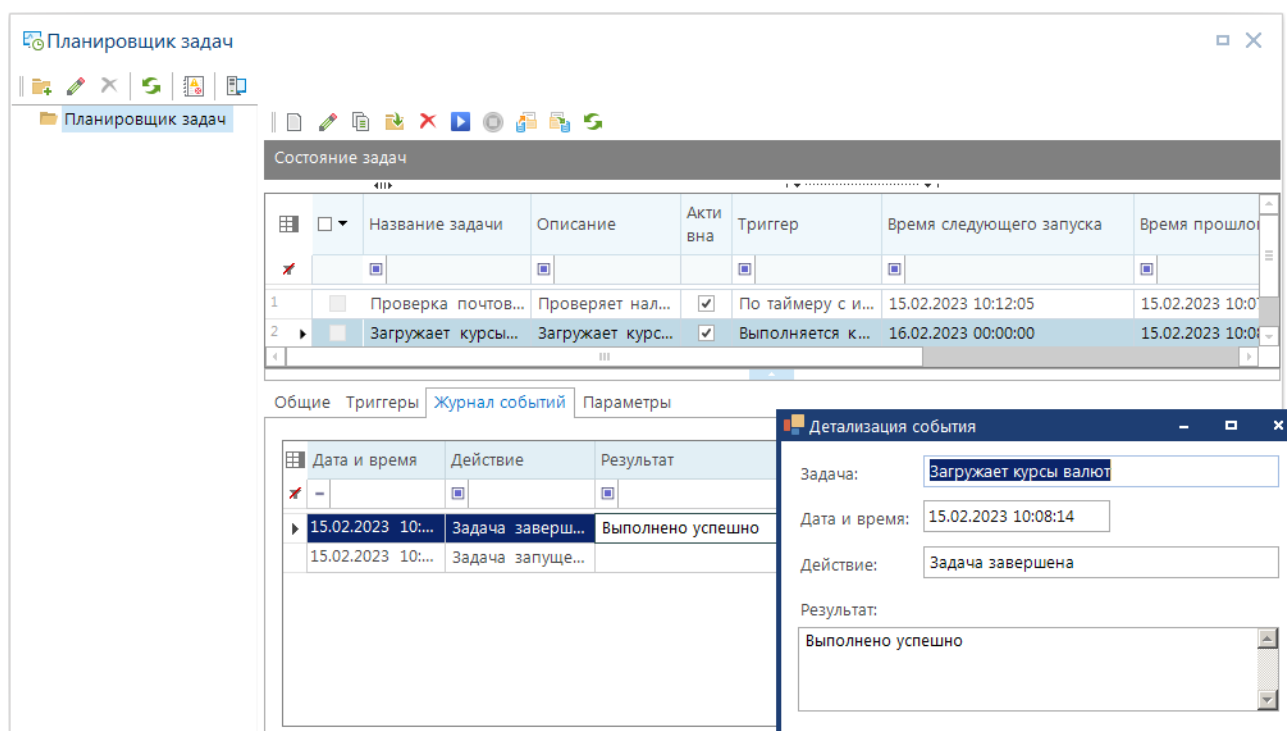 Планировщик задач
Планировщик задач
Состояние задач
Название задачи Описание Акти вна Триггер Время следующего запуска Время прошло
1 Проверка почтов... Проверяет нал... По таймеру с и... 15.02.2023 10:12:05 15.02.2023 10:0
2 Загружает курсы... Загружает курс... Выполняется к... 16.02.2023 00:00:00 15.02.2023 10:0
Общие Триггеры Журнал событий Параметры
Дата и время Действие Результат
15.02.2023 10:... Задача заверш... Выполнено успешно
15.02.2023 10:... Задача запуще...
Детализация события
Задача: Загружает курсы валют
Дата и время: 15.02.2023 10:08:14
Действие: Задача завершена
Результат:
Выполнено успешно